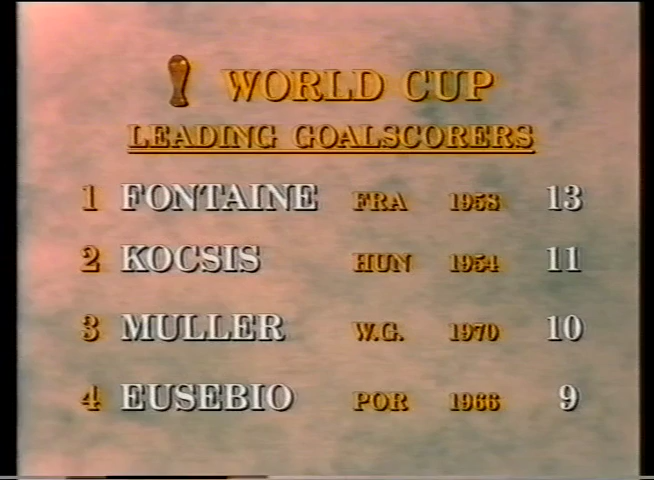 WORLD CUP
LEADING GOALSCORERS
1 FONTAINE FRA 1958 13
2 KOCSIS HUN 1954 11
3 MULLER W.G. 1970 10
4 EUSEBIO POR 1966 9